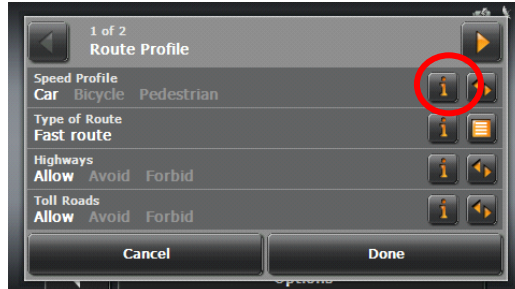 1 of 2
Route Profile
Speed Profile
Car Bicycle Pedestrian
Type of Route
Fast route
Highways
Allow Avoid Forbid
Toll Roads
Allow Avoid Forbid
Cancel Done
Options